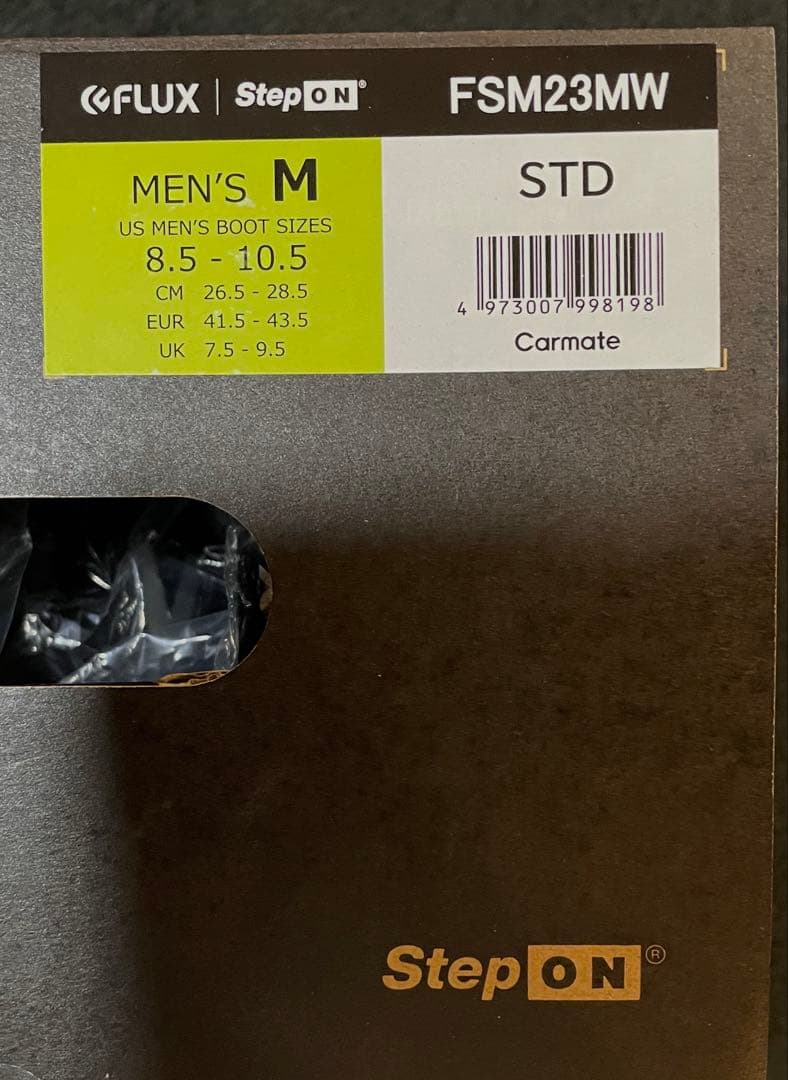 FLUX | StepON® FSM23MW
MEN'S M
US MEN'S BOOT SIZES
8.5 - 10.5
CM 26.5 - 28.5
EUR 41.5 - 43.5
UK 7.5 - 9.5
STD
4 973007 998198
Carmate
StepON®